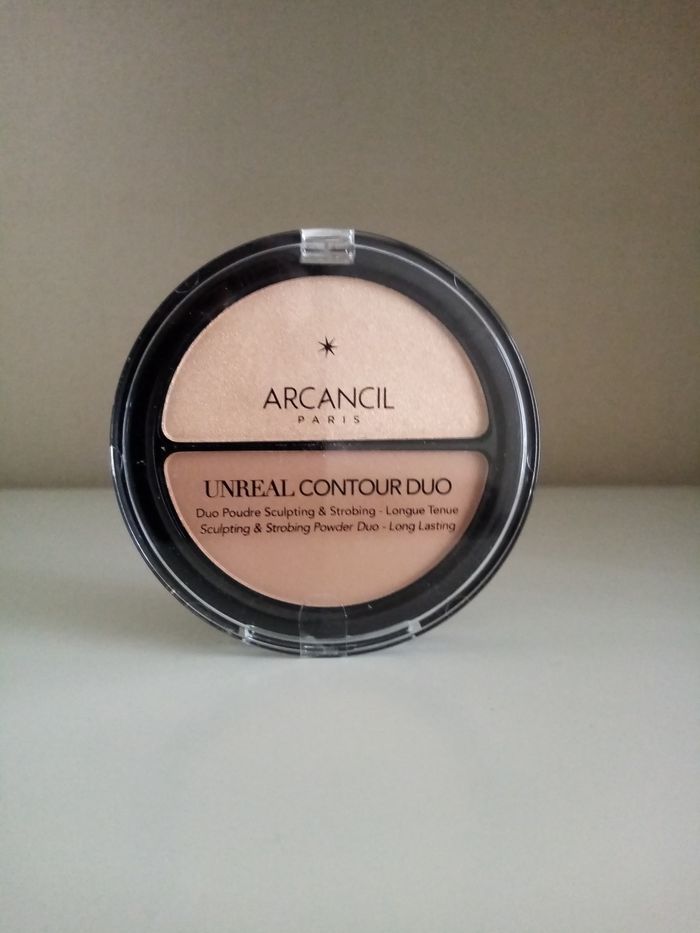 ARCANCIL
PARIS
UNREAL CONTOUR DUO
Duo Poudre Sculpting & Strobing - Longue Tenue
Sculpting & Strobing Powder Duo - Long Lasting